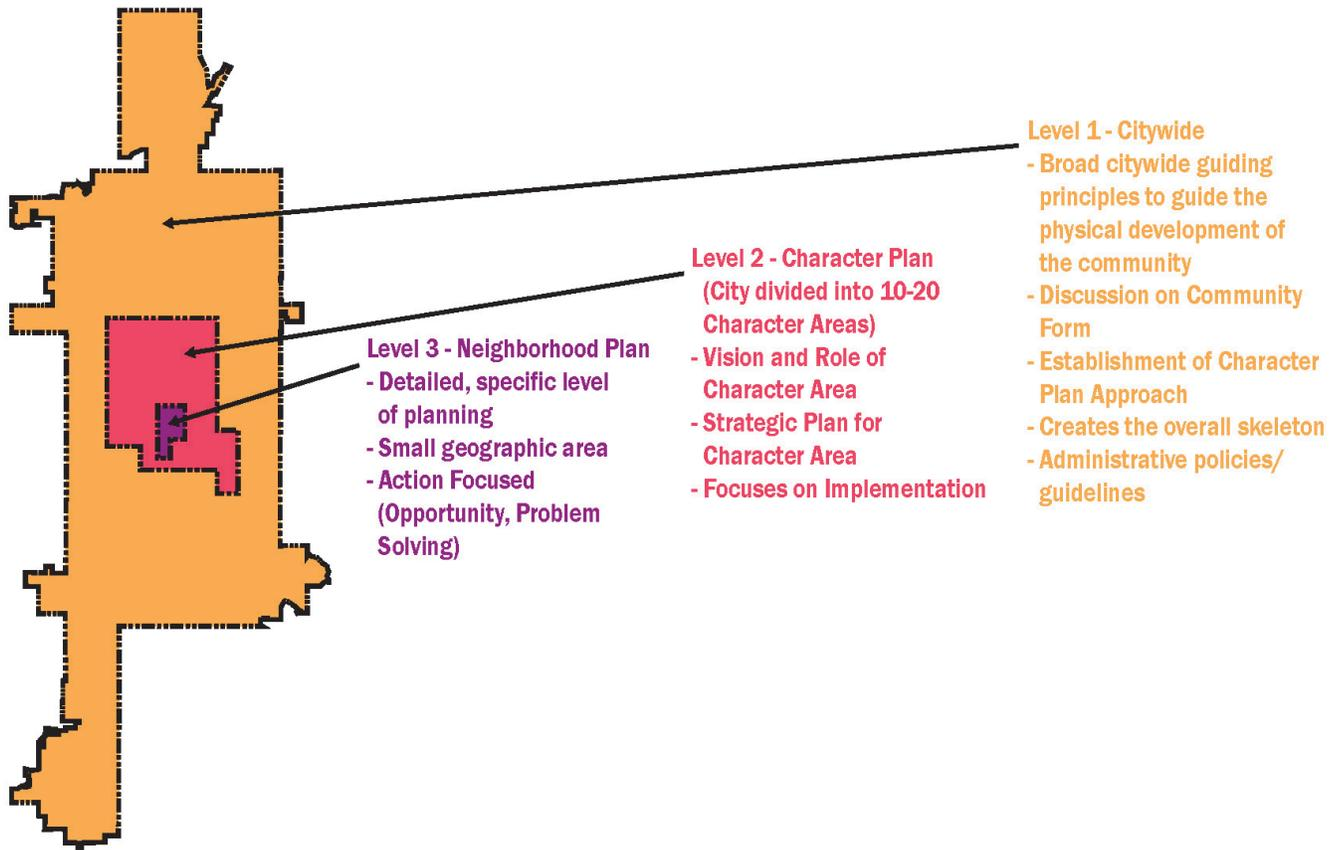 Level 1 - Citywide
- Broad citywide guiding
principles to guide the
physical development of
the community
- Discussion on Community
Form
- Establishment of Character
Plan Approach
- Creates the overall skeleton
- Administrative policies/
guidelines
Level 2 - Character Plan
(City divided into 10-20
Character Areas)
- Vision and Role of
Character Area
- Strategic Plan for
Character Area
- Focuses on Implementation
Level 3 - Neighborhood Plan
- Detailed, specific level
of planning
- Small geographic area
- Action Focused
(Opportunity, Problem
Solving)